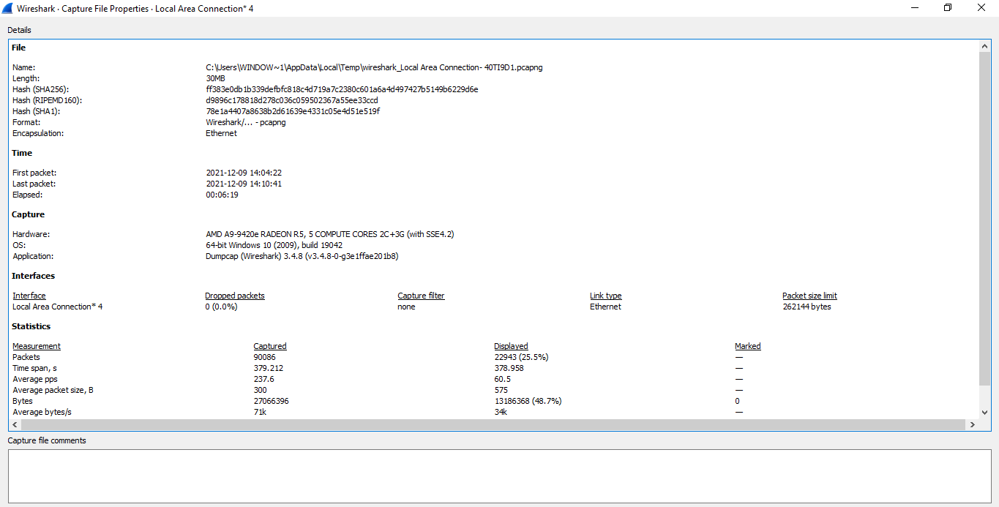 Wireshark · Capture File Properties · Local Area Connection* 4
Details
File
Name: C:\Users\WINDOW~1\AppData\Local\Temp\wireshark_Local Area Connection- 40TI9D1.pcapng
Length: 30MB
Hash (SHA256): ff383e0db1b339defbfc818c4d719a7c2380c601a6a4d497427b5149b6229d6e
Hash (RIPEMD160): d9896c178818d278c036c059502367a55ee33ccd
Hash (SHA1): 78e1a4407a8638b2d61639e4331c05e4d51e519f
Format: Wireshark/... - pcapng
Encapsulation: Ethernet
Time
First packet: 2021-12-09 14:04:22
Last packet: 2021-12-09 14:10:41
Elapsed: 00:06:19
Capture
Hardware: AMD A9-9420e RADEON R5, 5 COMPUTE CORES 2C+3G (with SSE4.2)
OS: 64-bit Windows 10 (2009), build 19042
Application: Dumpcap (Wireshark) 3.4.8 (v3.4.8-0-g3e1ffae201b8)
Interfaces
Interface Dropped packets Capture filter Link type Packet size limit
Local Area Connection* 4 0 (0.0%) none Ethernet 262144 bytes
Statistics
Measurement Captured Displayed Marked
Packets 90086 22943 (25.5%) —
Time span, s 379.212 378.958 —
Average pps 237.6 60.5 —
Average packet size, B 300 575 —
Bytes 27066396 13186368 (48.7%) 0
Average bytes/s 71k 34k —
Capture file comments